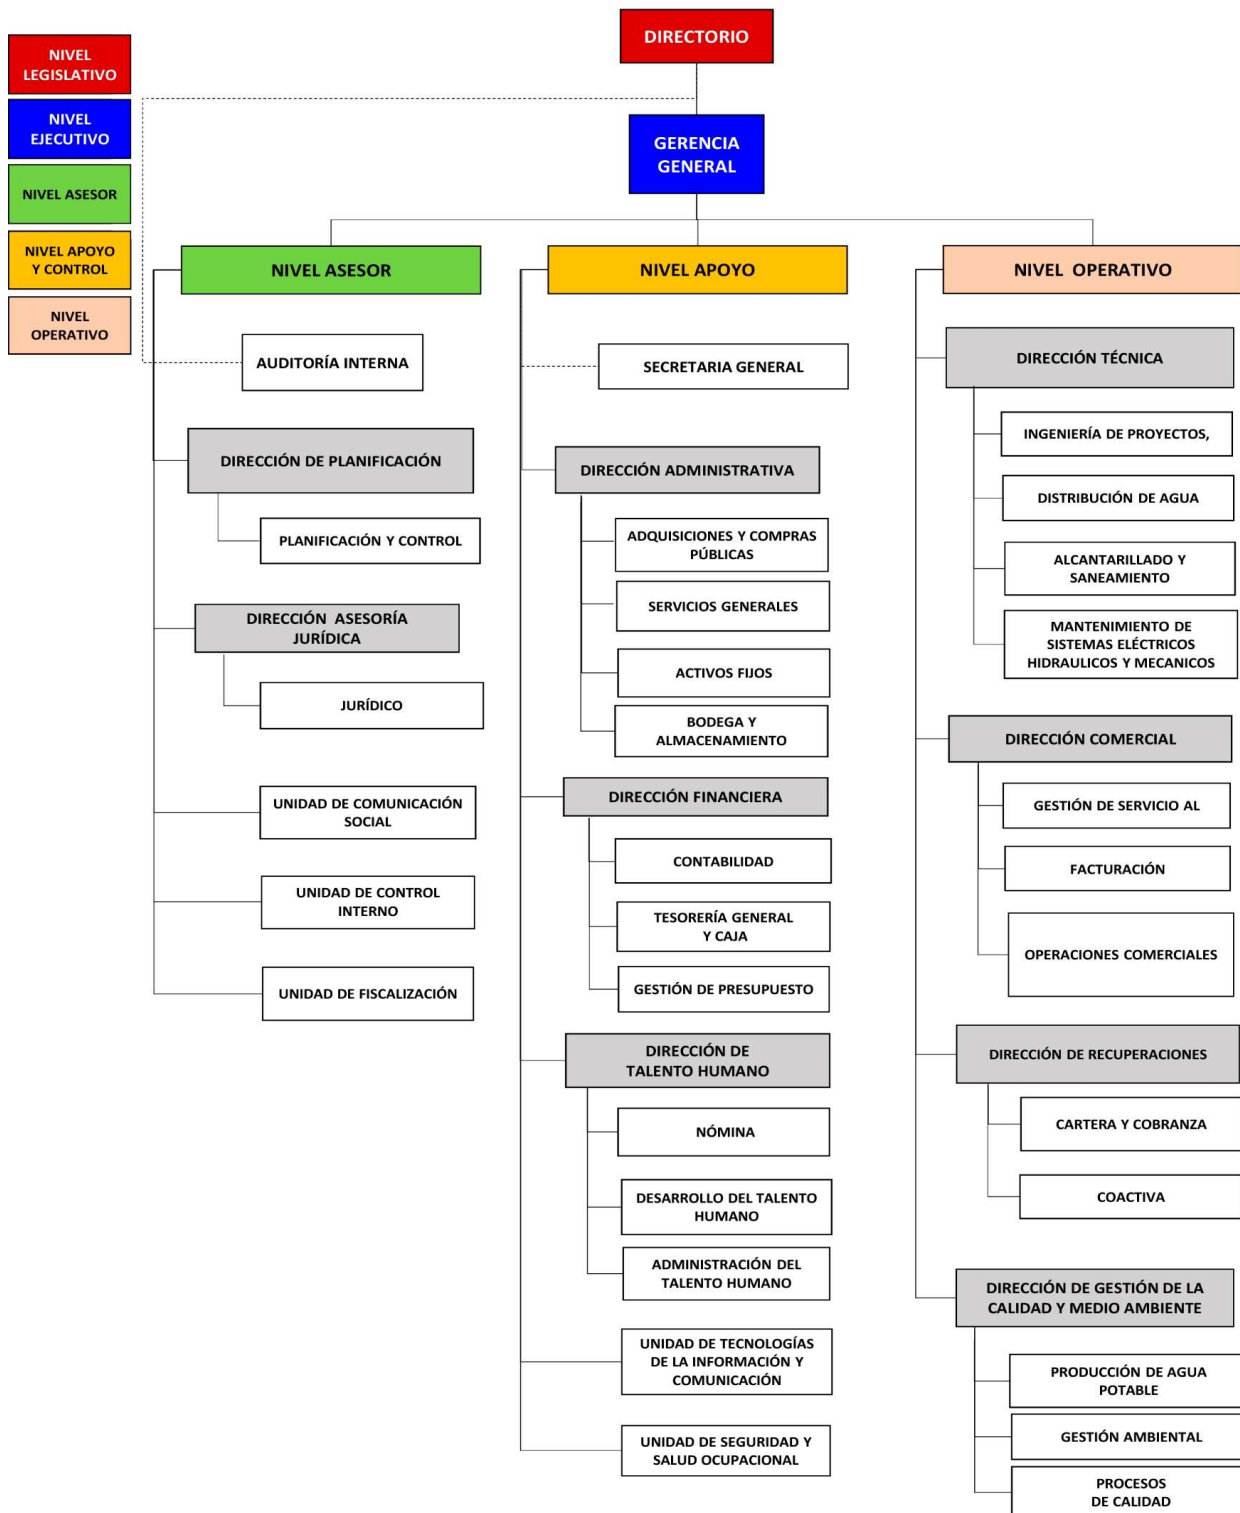 DIRECTORIO
NIVEL
LEGISLATIVO
NIVEL
EJECUTIVO
NIVEL ASESOR
NIVEL APOYO
Y CONTROL
NIVEL
OPERATIVO
GERENCIA
GENERAL
NIVEL ASESOR
AUDITORÍA INTERNA
DIRECCIÓN DE PLANIFICACIÓN
PLANIFICACIÓN Y CONTROL
DIRECCIÓN ASESORÍA
JURÍDICA
JURÍDICO
UNIDAD DE COMUNICACIÓN
SOCIAL
UNIDAD DE CONTROL
INTERNO
UNIDAD DE FISCALIZACIÓN
NIVEL APOYO
SECRETARIA GENERAL
DIRECCIÓN ADMINISTRATIVA
ADQUISICIONES Y COMPRAS
PÚBLICAS
SERVICIOS GENERALES
ACTIVOS FIJOS
BODEGA Y
ALMACENAMIENTO
DIRECCIÓN FINANCIERA
CONTABILIDAD
TESORERÍA GENERAL
Y CAJA
GESTIÓN DE PRESUPUESTO
DIRECCIÓN DE
TALENTO HUMANO
NÓMINA
DESARROLLO DEL TALENTO
HUMANO
ADMINISTRACIÓN DEL
TALENTO HUMANO
UNIDAD DE TECNOLOGÍAS
DE LA INFORMACIÓN Y
COMUNICACIÓN
UNIDAD DE SEGURIDAD Y
SALUD OCUPACIONAL
NIVEL OPERATIVO
DIRECCIÓN TÉCNICA
INGENIERÍA DE PROYECTOS,
DISTRIBUCIÓN DE AGUA
ALCANTARILLADO Y
SANEAMIENTO
MANTENIMIENTO DE
SISTEMAS ELÉCTRICOS
HIDRAULICOS Y MECANICOS
DIRECCIÓN COMERCIAL
GESTIÓN DE SERVICIO AL
FACTURACIÓN
OPERACIONES COMERCIALES
DIRECCIÓN DE RECUPERACIONES
CARTERA Y COBRANZA
COACTIVA
DIRECCIÓN DE GESTIÓN DE LA
CALIDAD Y MEDIO AMBIENTE
PRODUCCIÓN DE AGUA
POTABLE
GESTIÓN AMBIENTAL
PROCESOS
DE CALIDAD